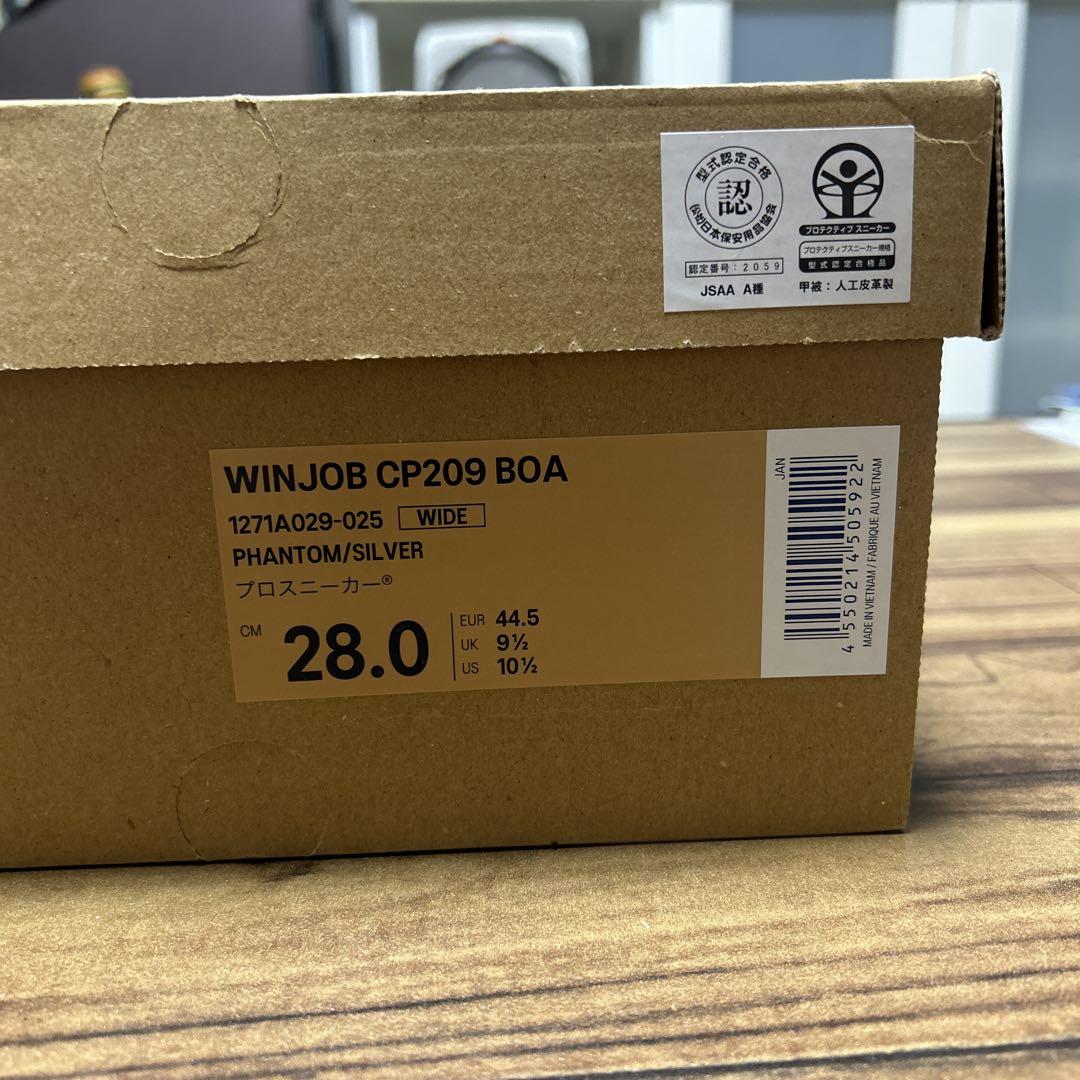 型式認定合格
認
(公社)日本保安用品協会
認定番号：2059
JSAA A種
プロテクティブ スニーカー
プロテクティブスニーカー規格
型式認定合格品
甲被：人工皮革製
WINJOB CP209 BOA
1271A029-025 WIDE
PHANTOM/SILVER
プロスニーカー®
CM 28.0
EUR 44.5
UK 9½
US 10½
JAN
4 550214 505922
MADE IN VIETNAM / FABRIQUE AU VIETNAM